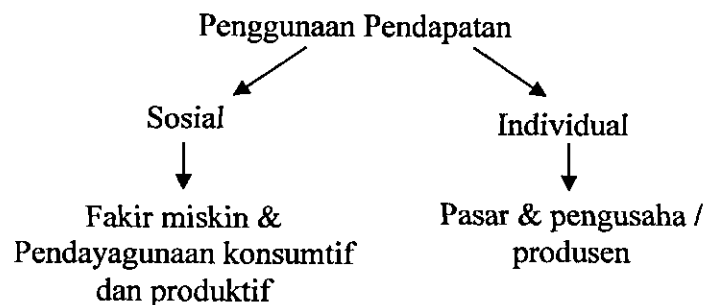 Penggunaan Pendapatan
Sosial
Individual
Fakir miskin &
Pendayagunaan konsumtif
dan produktif
Pasar & pengusaha /
produsen